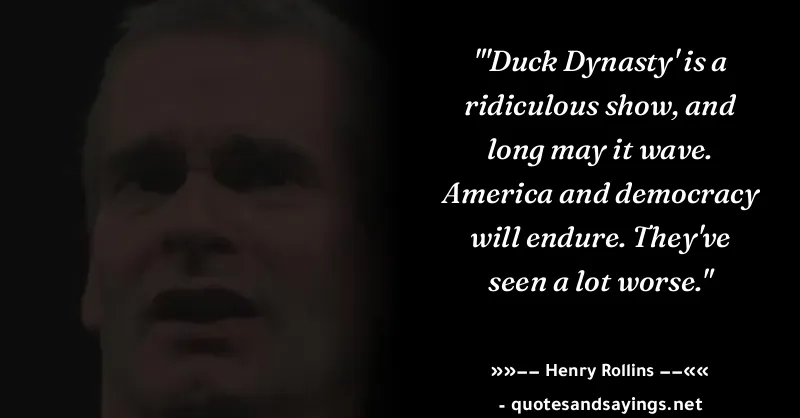 "'Duck Dynasty' is a
ridiculous show, and
long may it wave.
America and democracy
will endure. They've
seen a lot worse."
»»—— Henry Rollins ——««
- quotesandsayings.net